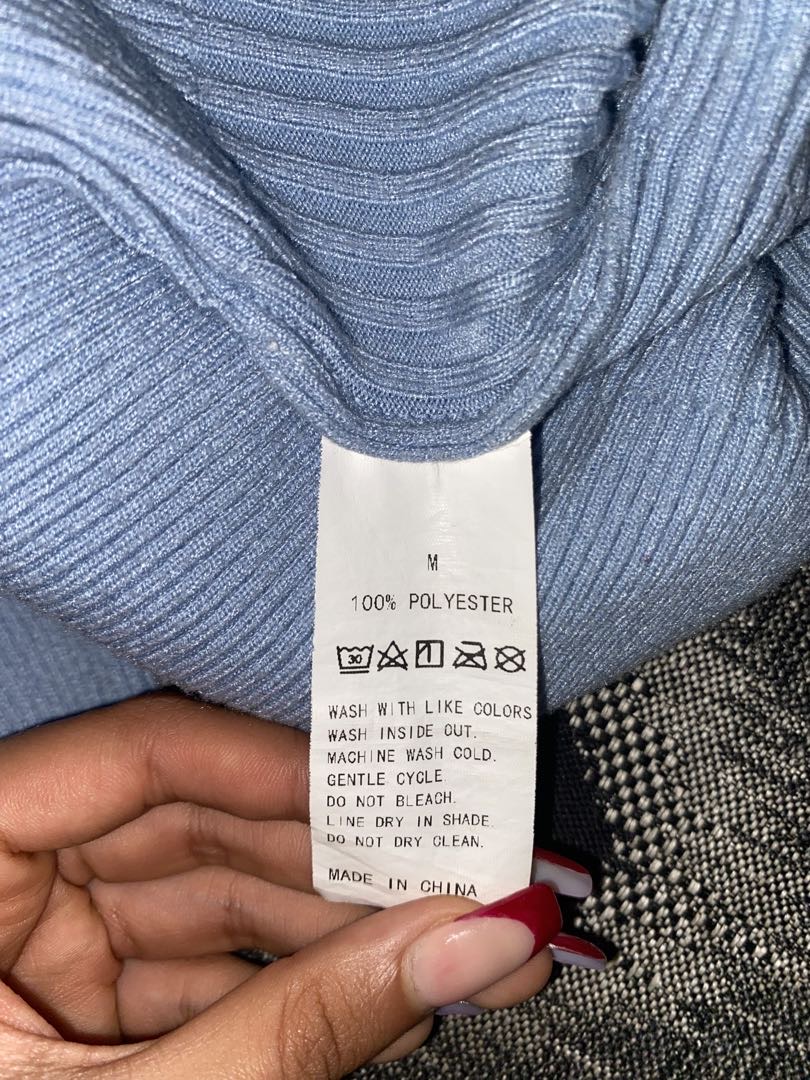 M
100% POLYESTER
30
WASH WITH LIKE COLORS
WASH INSIDE OUT.
MACHINE WASH COLD.
GENTLE CYCLE
DO NOT BLEACH.
LINE DRY IN SHADE.
DO NOT DRY CLEAN.
MADE IN CHINA